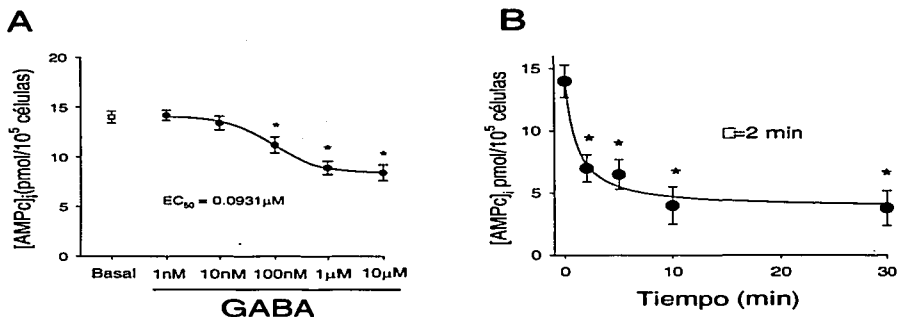 A
[AMPc]i(pmol/10⁵ células)
20
15
10
5
0
*
*
*
EC50 = 0.0931µM
Basal
1nM
10nM
100nM
1µM
10µM
GABA
B
[AMPc]i pmol/10⁵ células
15
10
5
0
*
*
*
*
□=2 min
0
10
20
30
Tiempo (min)